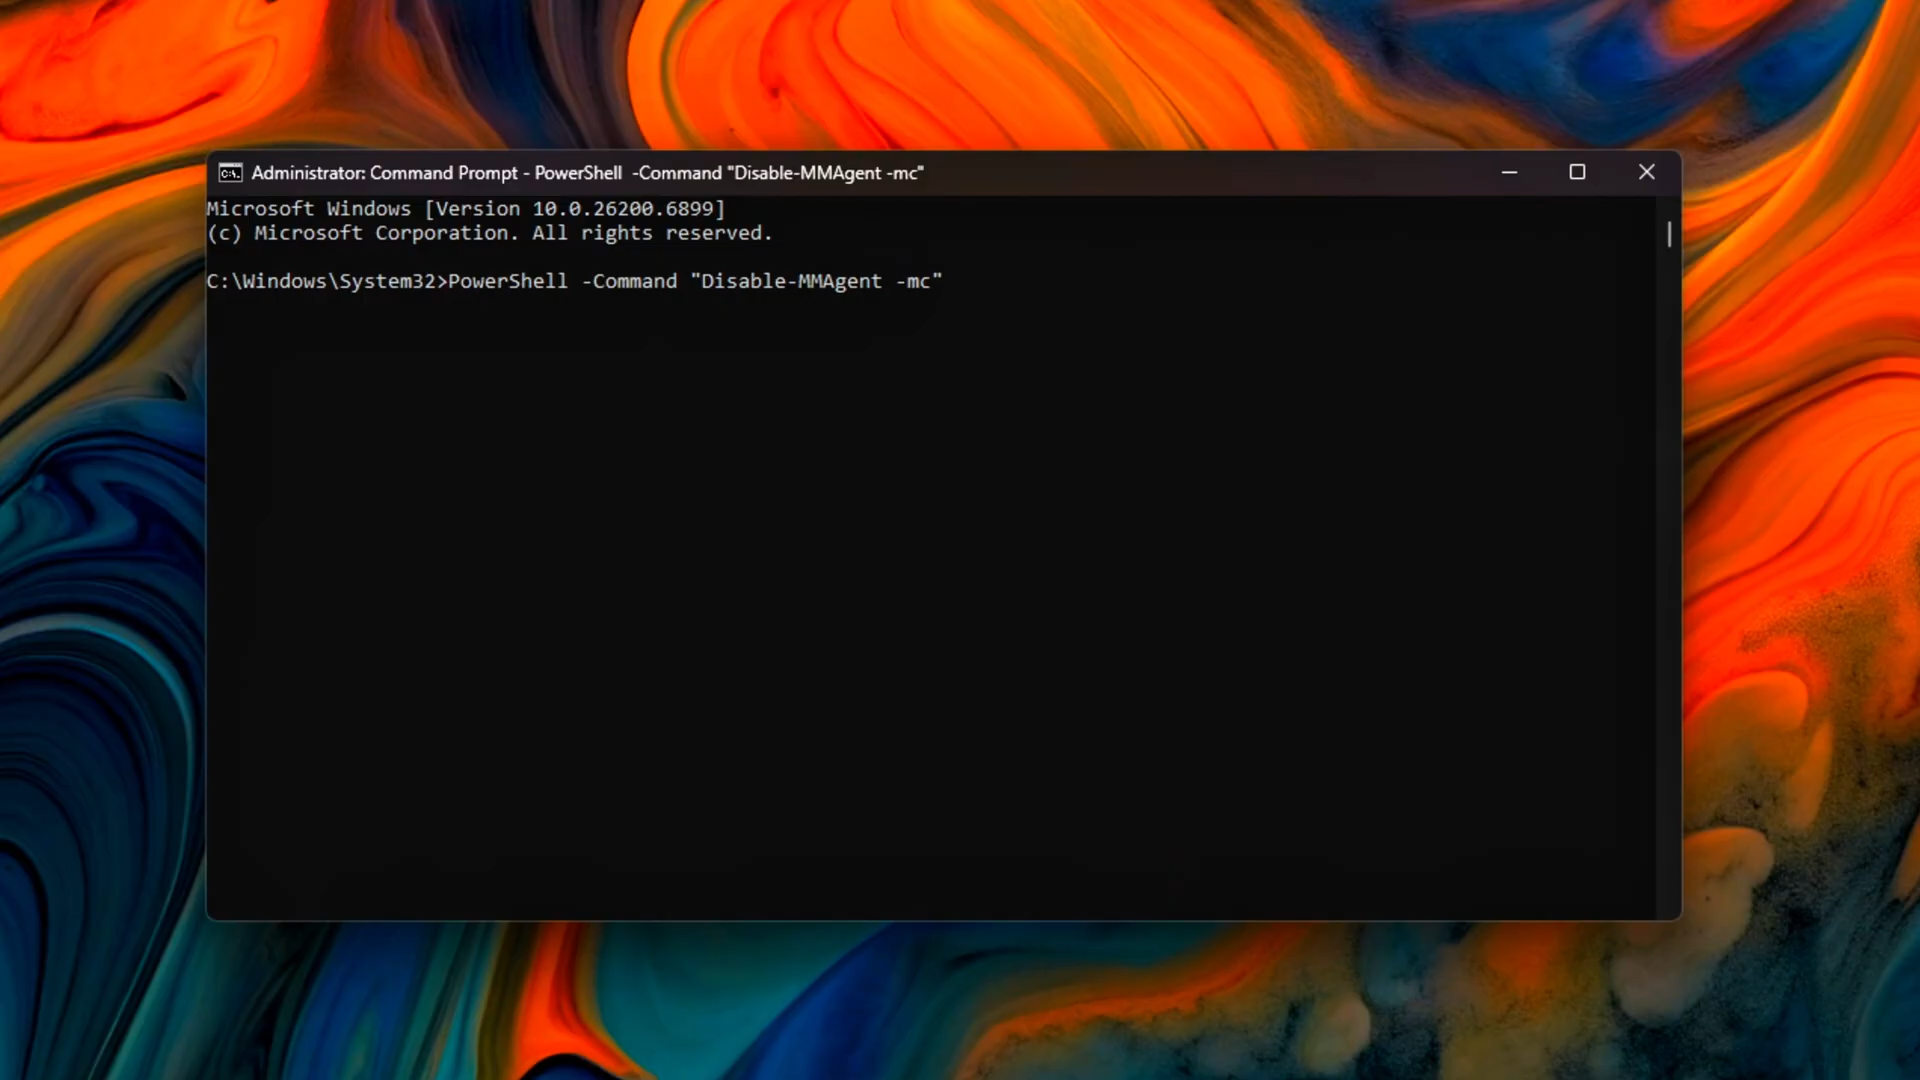 Administrator: Command Prompt - PowerShell  -Command "Disable-MMAgent -mc"
Microsoft Windows [Version 10.0.26200.6899]
(c) Microsoft Corporation. All rights reserved.
C:\Windows\System32>PowerShell -Command "Disable-MMAgent -mc"